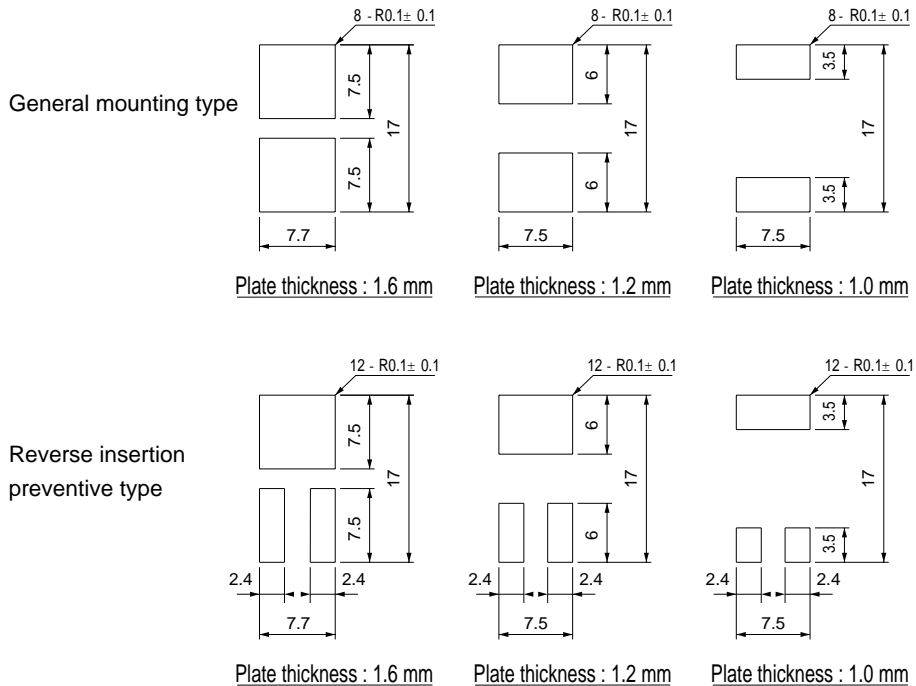 8 - R0.1± 0.1
8 - R0.1± 0.1
8 - R0.1± 0.1
General mounting type
7.5
7.5
17
7.7
6
6
17
7.5
3.5
3.5
17
7.5
Plate thickness : 1.6 mm
Plate thickness : 1.2 mm
Plate thickness : 1.0 mm
12 - R0.1± 0.1
12 - R0.1± 0.1
12 - R0.1± 0.1
Reverse insertion
preventive type
7.5
7.5
17
2.4
2.4
7.7
6
6
17
2.4
2.4
7.5
3.5
3.5
17
2.4
2.4
7.5
Plate thickness : 1.6 mm
Plate thickness : 1.2 mm
Plate thickness : 1.0 mm